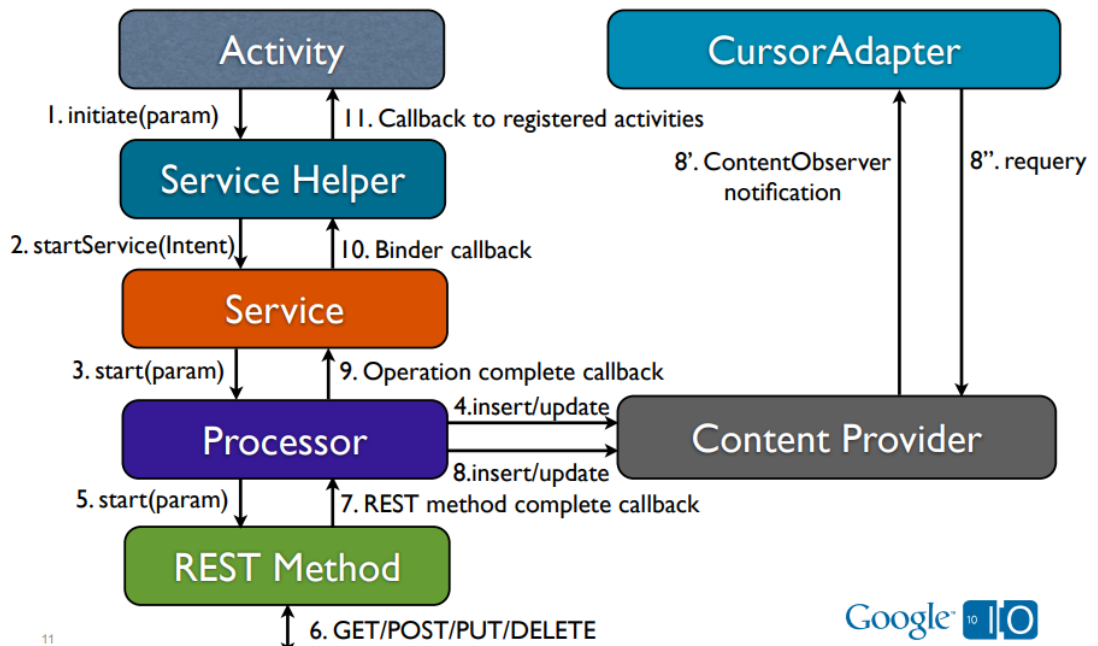 Activity
CursorAdapter
1. initiate(param)
11. Callback to registered activities
Service Helper
8’. ContentObserver
notification
8”. requery
2. startService(Intent)
10. Binder callback
Service
3. start(param)
9. Operation complete callback
4.insert/update
Processor
Content Provider
8.insert/update
5. start(param)
7. REST method complete callback
REST Method
6. GET/POST/PUT/DELETE
11
Google 10 IO